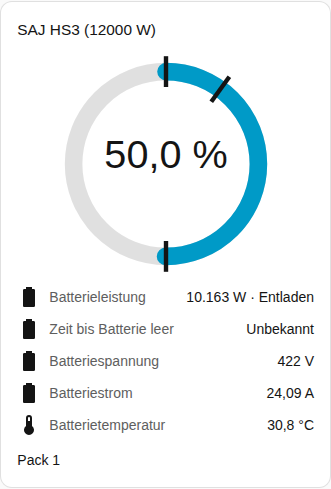 SAJ HS3 (12000 W)
50,0 %
Batterieleistung 10.163 W · Entladen
Zeit bis Batterie leer Unbekannt
Batteriespannung 422 V
Batteriestrom 24,09 A
Batterietemperatur 30,8 °C
Pack 1